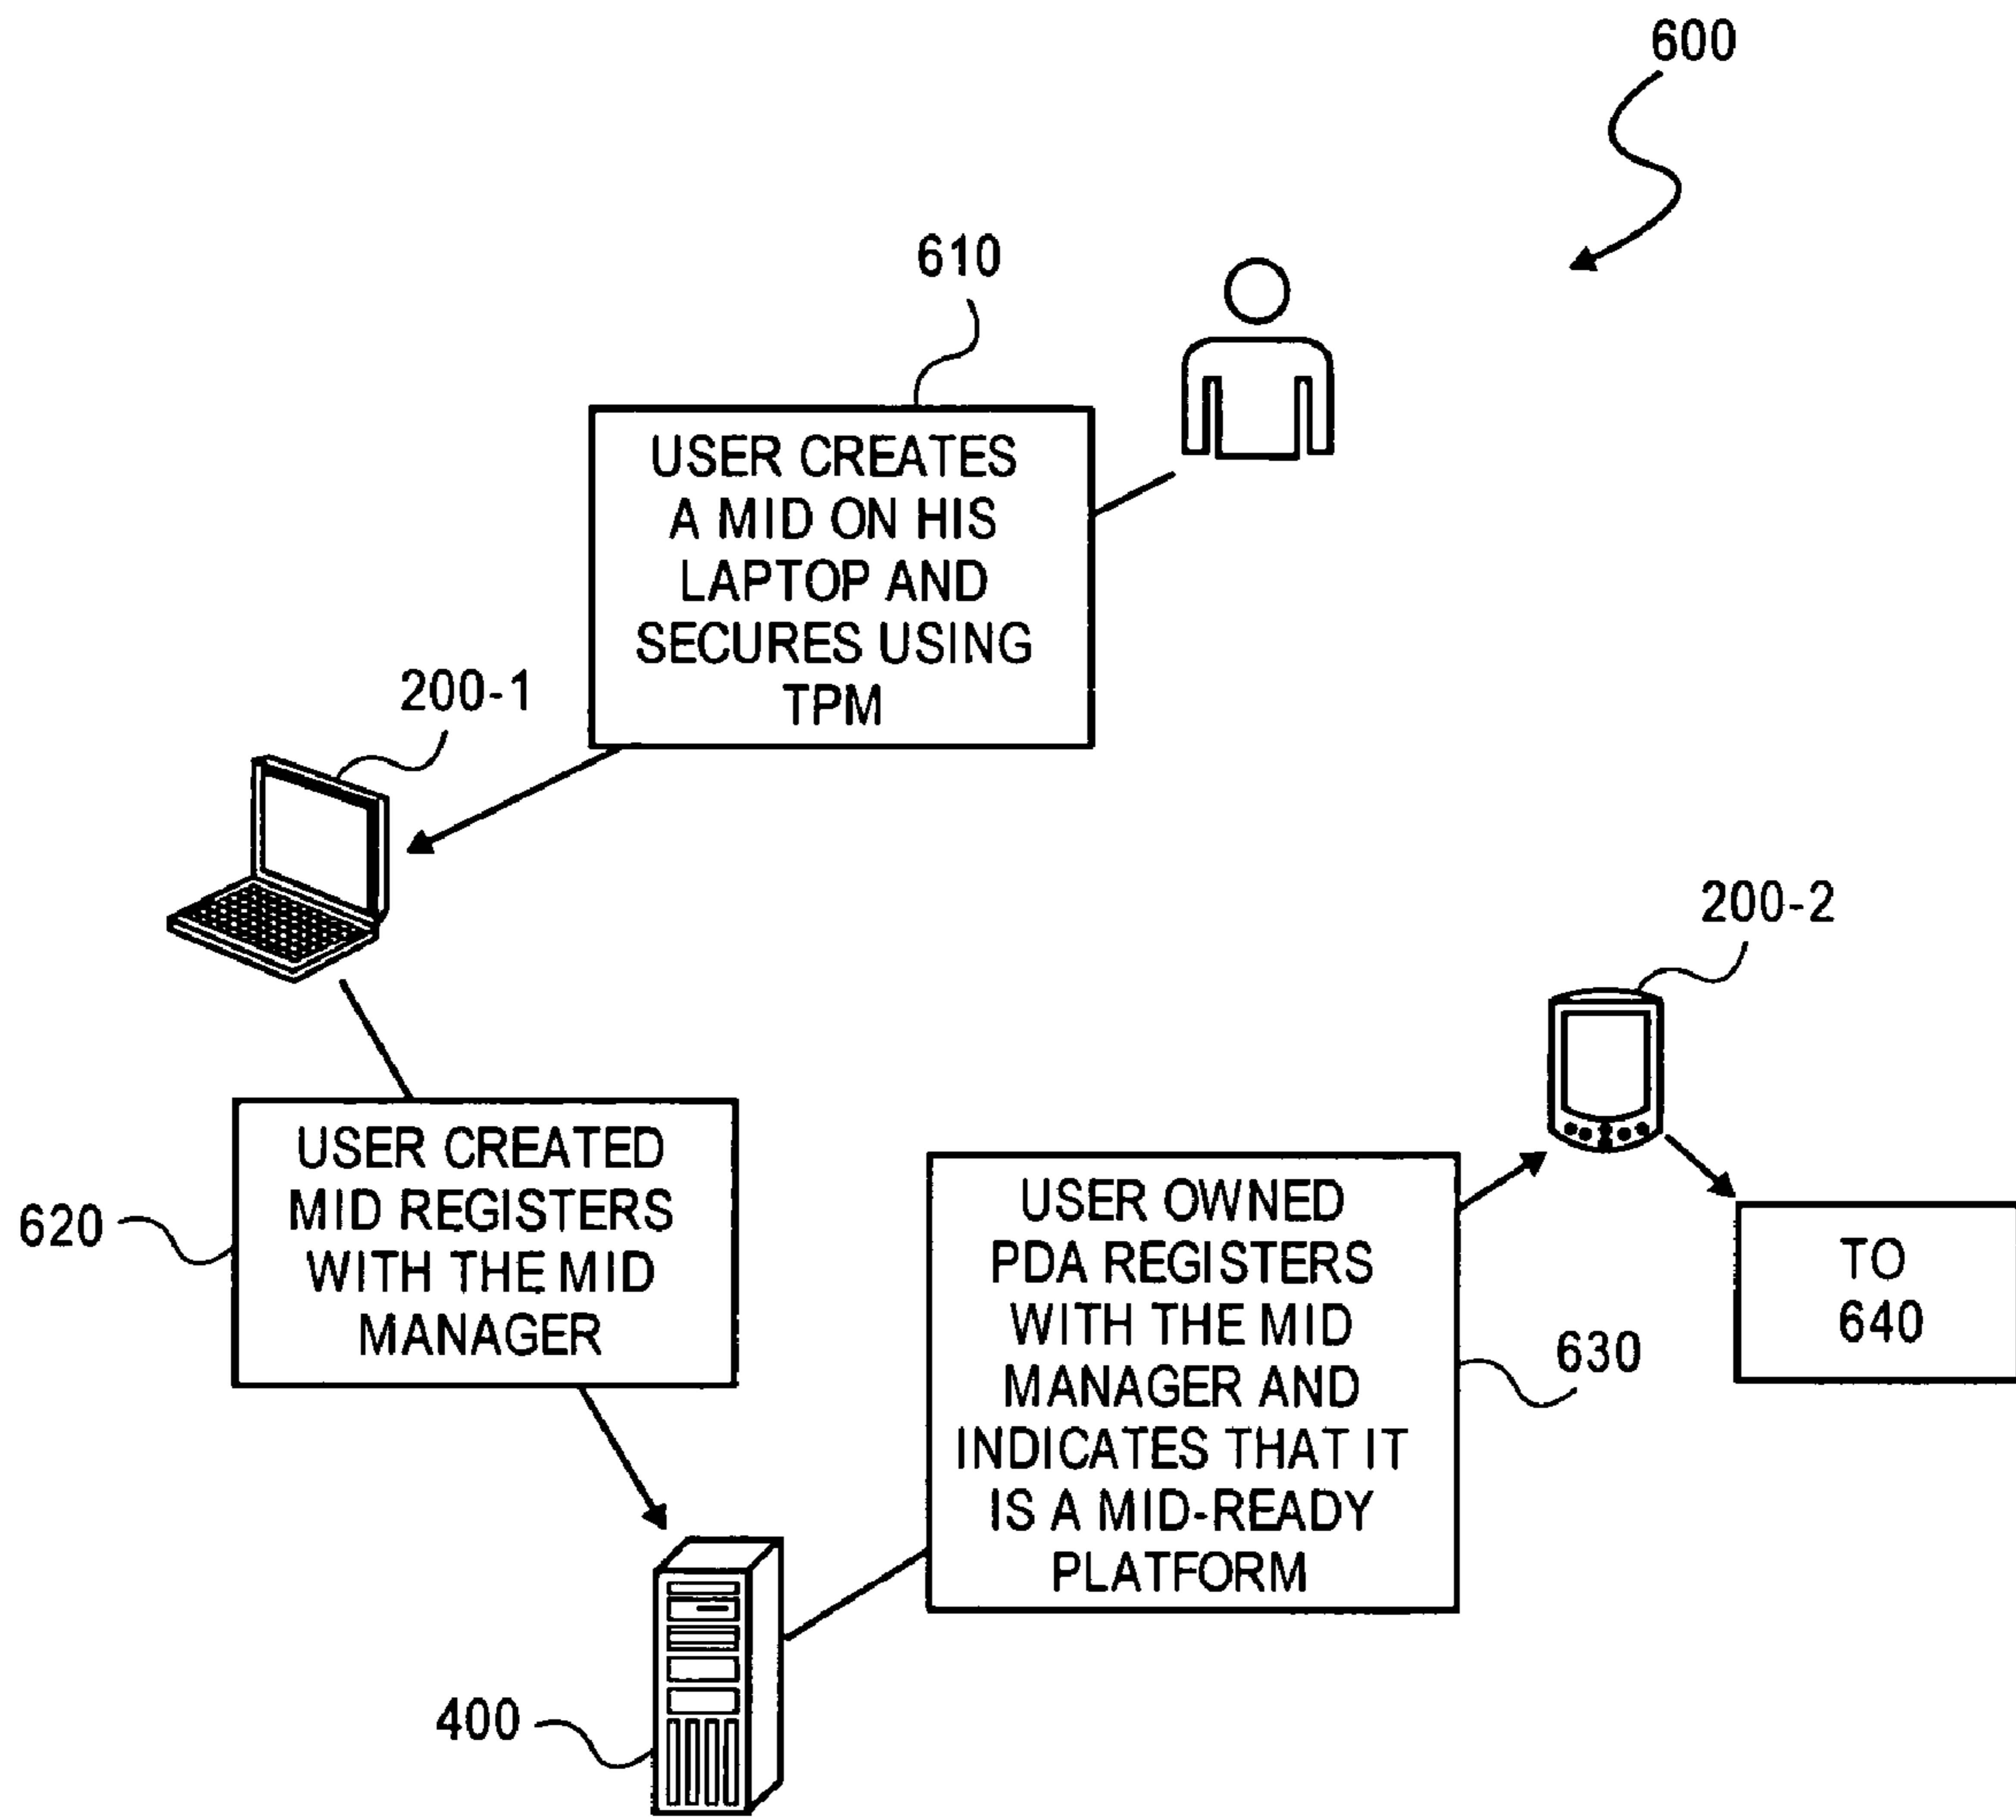 600
610
USER CREATES
A MID ON HIS
LAPTOP AND
SECURES USING
TPM
200-1
200-2
USER CREATED
MID REGISTERS
WITH THE MID
MANAGER
620
USER OWNED
PDA REGISTERS
WITH THE MID
MANAGER AND
INDICATES THAT IT
IS A MID-READY
PLATFORM
630
TO
640
400